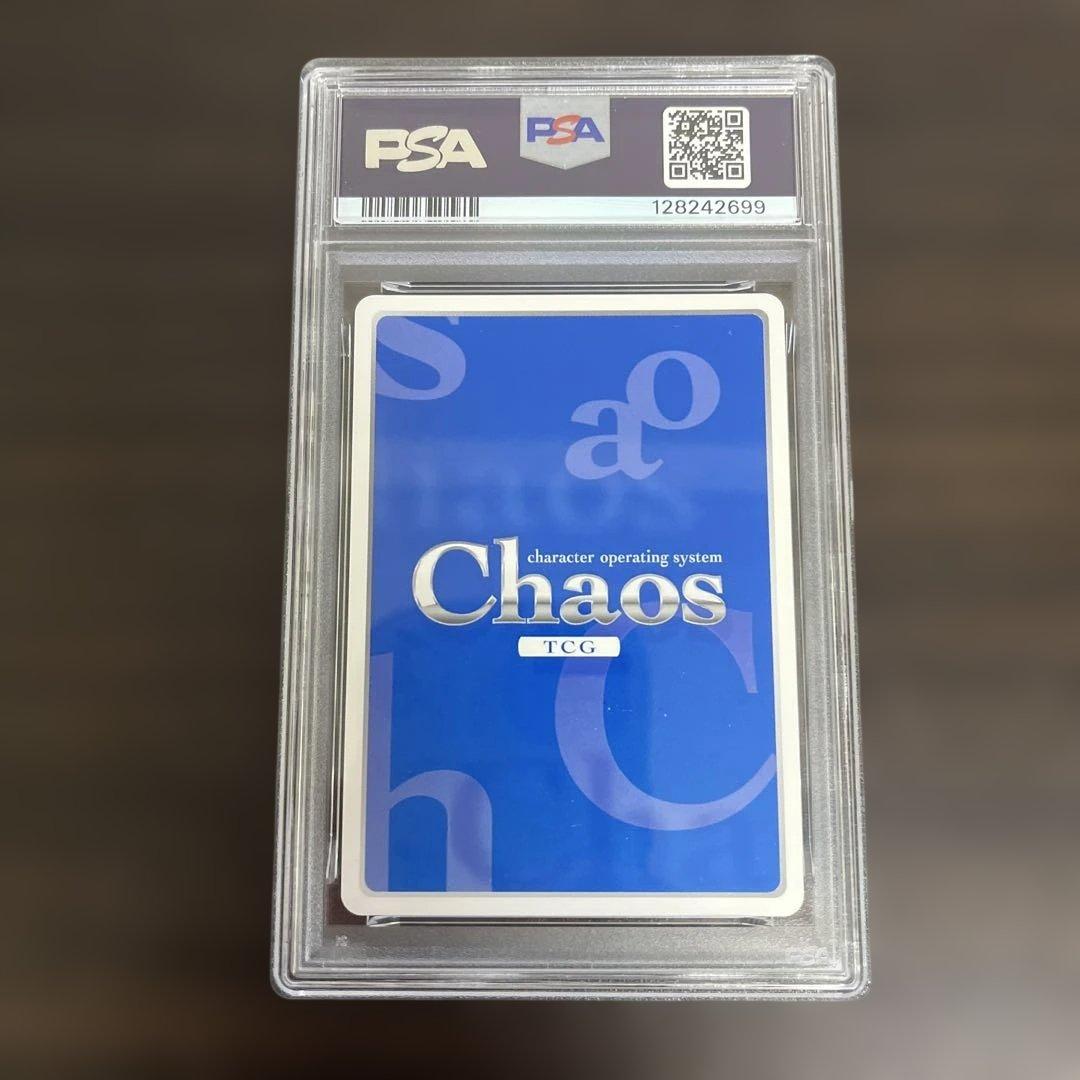 PSA
PSA
128242699
s
a o
character operating system
Chaos
TCG
C
h